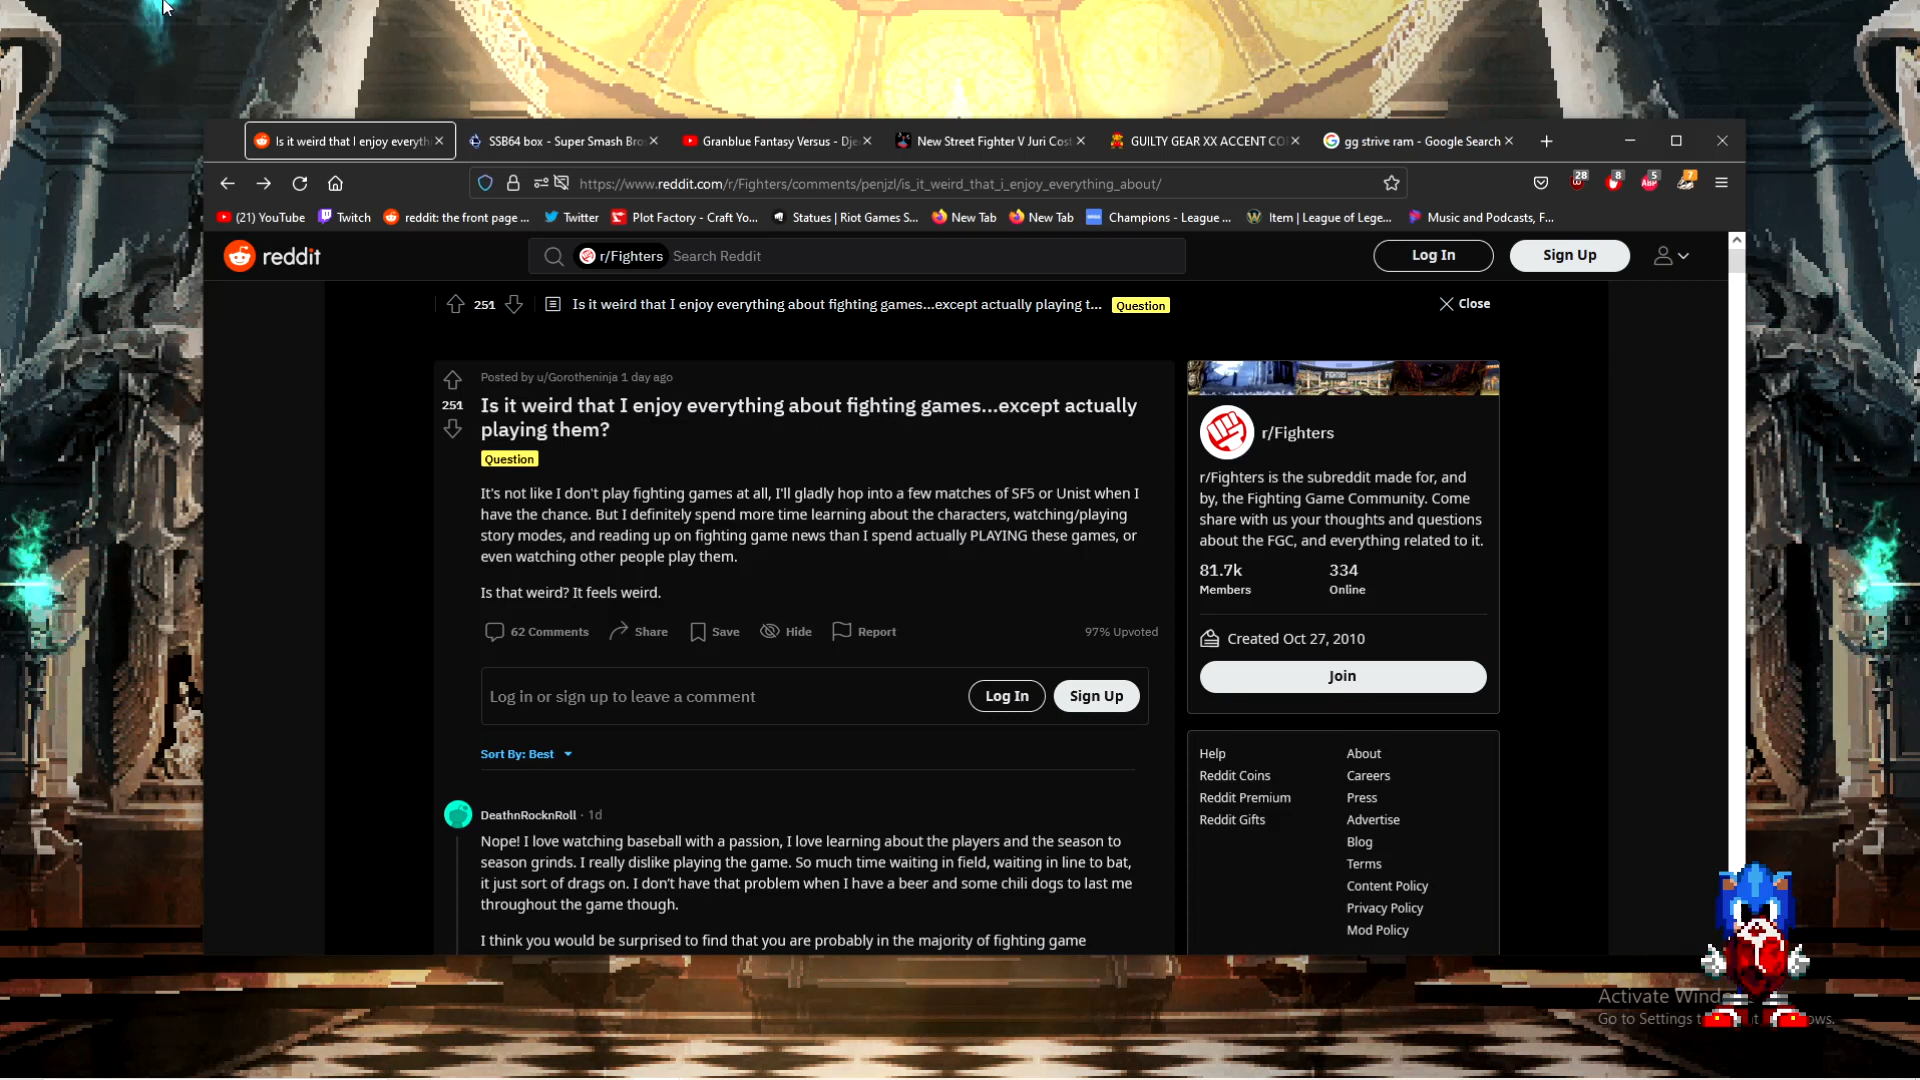 Is it weird that I enjoy everyth
SSB64 box - Super Smash Bro
Granblue Fantasy Versus - Dje
New Street Fighter V Juri Cost
GUILTY GEAR XX ACCENT CO
gg strive ram - Google Search
https://www.reddit.com/r/Fighters/comments/penjzl/is_it_weird_that_i_enjoy_everything_about/
28
8
5
7
(21) YouTube
Twitch
reddit: the front page ...
Twitter
Plot Factory - Craft Yo...
Statues | Riot Games S...
New Tab
New Tab
Champions - League ...
Item | League of Lege...
Music and Podcasts, F...
reddit
r/Fighters
Search Reddit
Log In
Sign Up
251
Is it weird that I enjoy everything about fighting games...except actually playing t...
Question
Close
Posted by u/Gorotheninja 1 day ago
251
Is it weird that I enjoy everything about fighting games...except actually
playing them?
Question
It's not like I don't play fighting games at all, I'll gladly hop into a few matches of SF5 or Unist when I
have the chance. But I definitely spend more time learning about the characters, watching/playing
story modes, and reading up on fighting game news than I spend actually PLAYING these games, or
even watching other people play them.
Is that weird? It feels weird.
62 Comments
Share
Save
Hide
Report
97% Upvoted
Log in or sign up to leave a comment
Log In
Sign Up
Sort By: Best
DeathnRocknRoll · 1d
Nope! I love watching baseball with a passion, I love learning about the players and the season to
season grinds. I really dislike playing the game. So much time waiting in field, waiting in line to bat,
it just sort of drags on. I don't have that problem when I have a beer and some chili dogs to last me
throughout the game though.
I think you would be surprised to find that you are probably in the majority of fighting game
FIGHTERS
r/Fighters
r/Fighters is the subreddit made for, and
by, the Fighting Game Community. Come
share with us your thoughts and questions
about the FGC, and everything related to it.
81.7k
Members
334
Online
Created Oct 27, 2010
Join
Help
About
Reddit Coins
Careers
Reddit Premium
Press
Reddit Gifts
Advertise
Blog
Terms
Content Policy
Privacy Policy
Mod Policy
Activate Wind
Go to Settings t
ows.